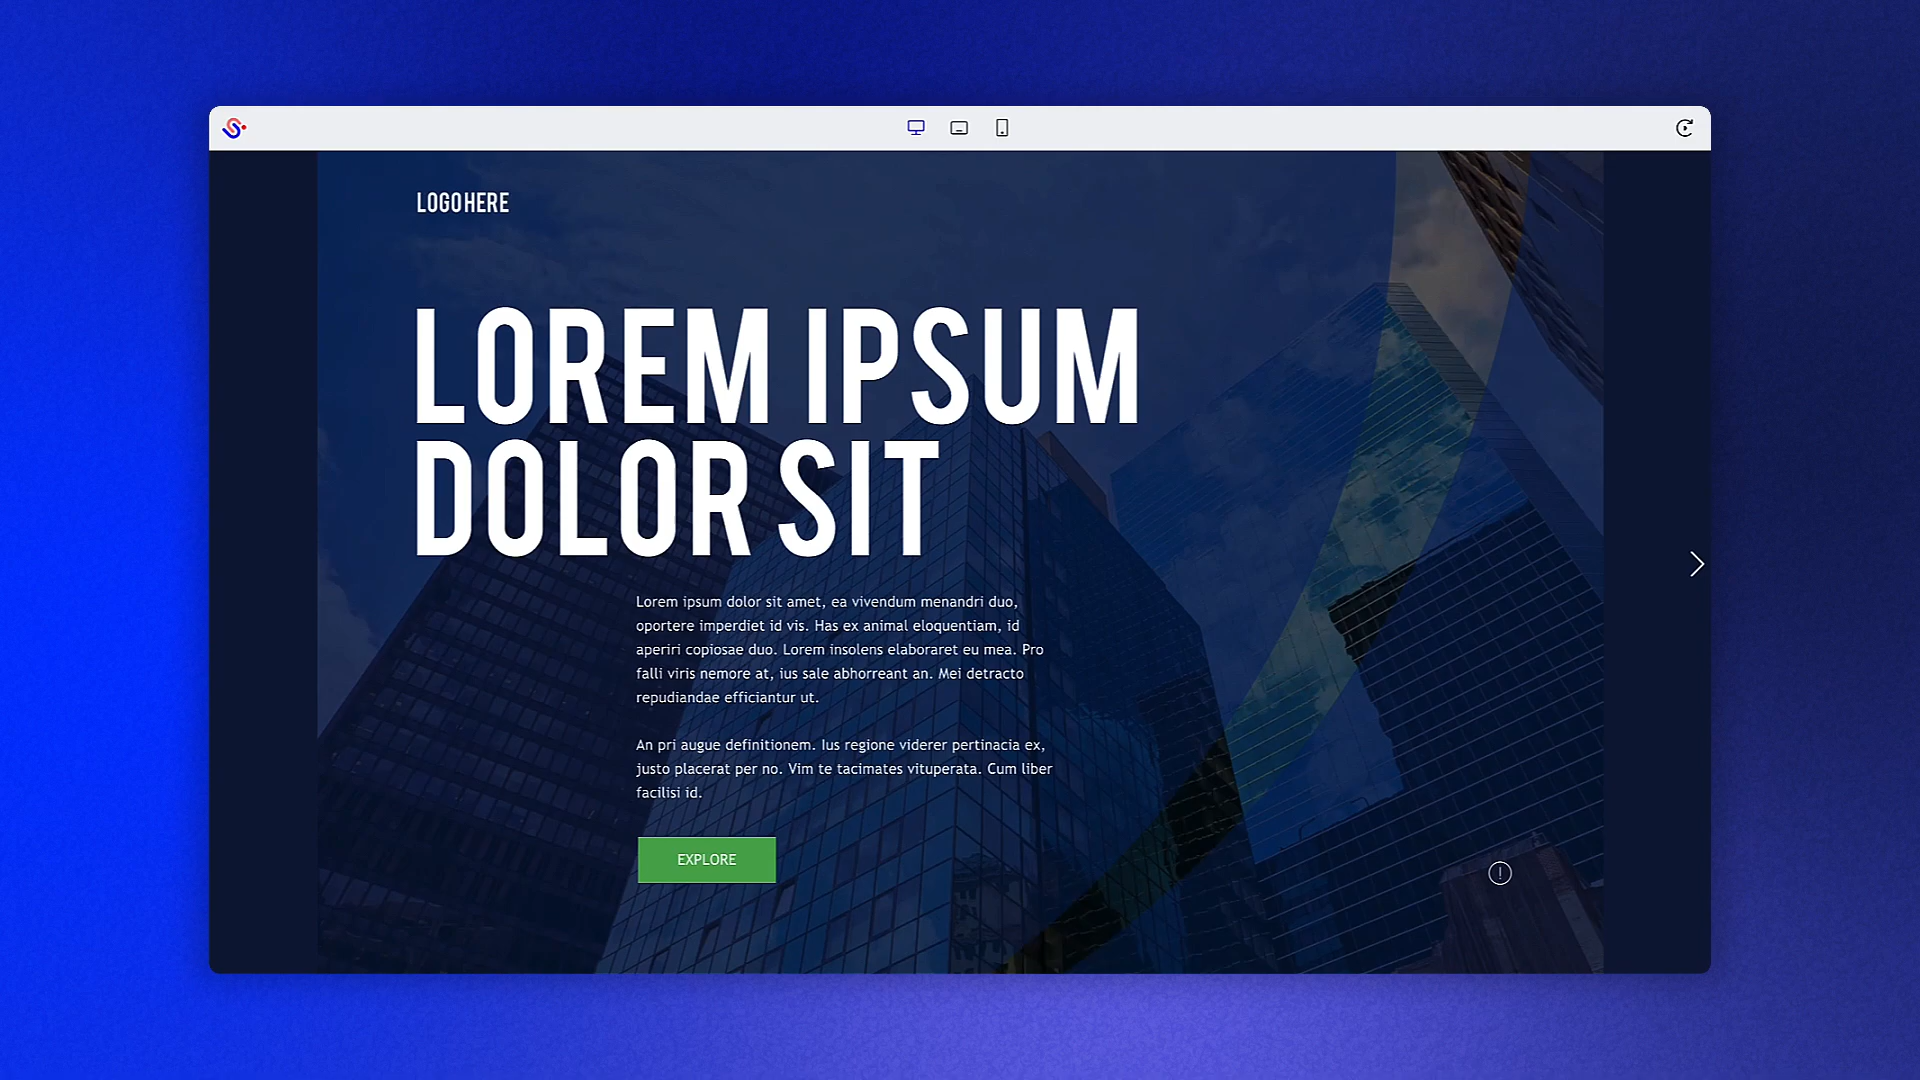 LOGO HERE
LOREM IPSUM
DOLOR SIT
Lorem ipsum dolor sit amet, ea vivendum menandri duo,
oportere imperdiet id vis. Has ex animal eloquentiam, id
aperiri copiosae duo. Lorem insolens elaboraret eu mea. Pro
falli viris nemore at, ius sale abhorreant an. Mei detracto
repudiandae efficiantur ut.
An pri augue definitionem. Ius regione viderer pertinacia ex,
justo placerat per no. Vim te tacimates vituperata. Cum liber
facilisi id.
EXPLORE